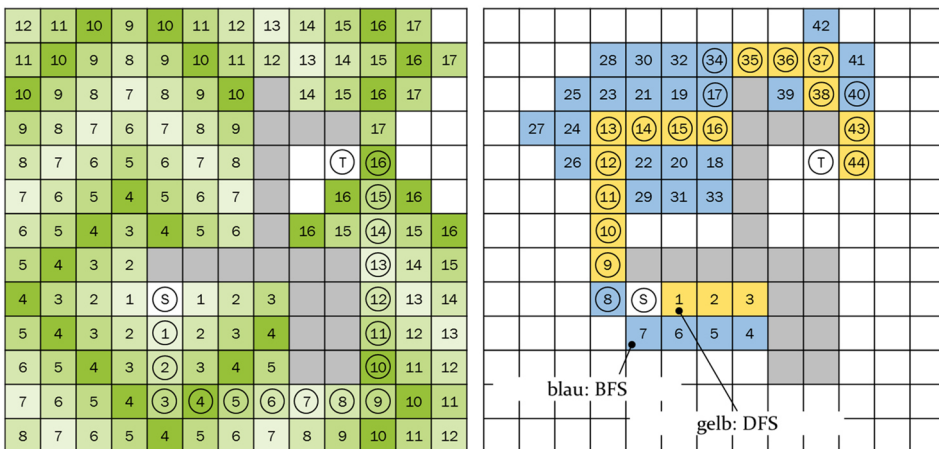 12 11 10 9 10 11 12 13 14 15 16 17
11 10 9 8 9 10 11 12 13 14 15 16 17
10 9 8 7 8 9 10 14 15 16 17
9 8 7 6 7 8 9 17
8 7 6 5 6 7 8 T 16
7 6 5 4 5 6 7 16 15 16
6 5 4 3 4 5 6 16 15 14 15 16
5 4 3 2 13 14 15
4 3 2 1 S 1 2 3 12 13 14
5 4 3 2 1 2 3 4 11 12 13
6 5 4 3 2 3 4 5 10 11 12
7 6 5 4 3 4 5 6 7 8 9 10 11
8 7 6 5 4 5 6 7 8 9 10 11 12
42
28 30 32 34 35 36 37 41
25 23 21 19 17 39 38 40
27 24 13 14 15 16 43
26 12 22 20 18 T 44
11 29 31 33
10
9
8 S 1 2 3
7 6 5 4
blau: BFS
gelb: DFS